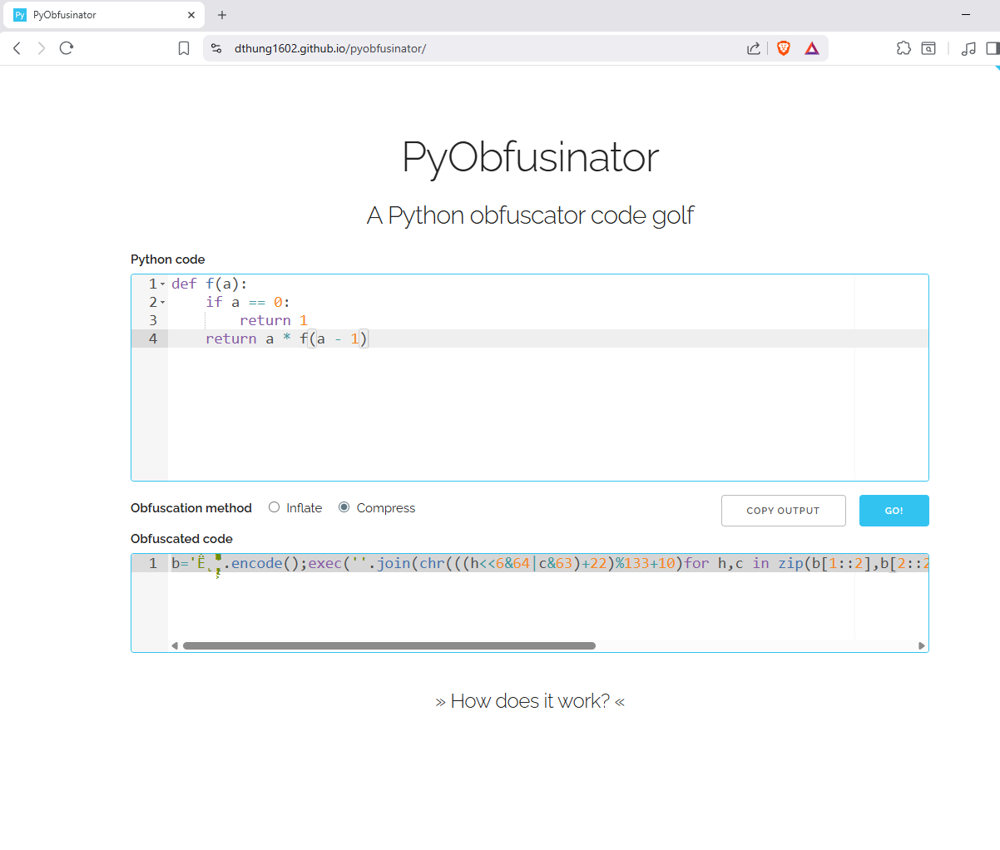 PyObfusinator
dthung1602.github.io/pyobfusinator/
PyObfusinator
A Python obfuscator code golf
Python code
1 def f(a):
2     if a == 0:
3         return 1
4     return a * f(a - 1)
Obfuscation method Inflate Compress COPY OUTPUT GO!
Obfuscated code
1 .encode();exec(''.join(chr(((h<<6&64|c&63)+22)%133+10)for h,c in zip(b[1::2],b[2::2
» How does it work? «